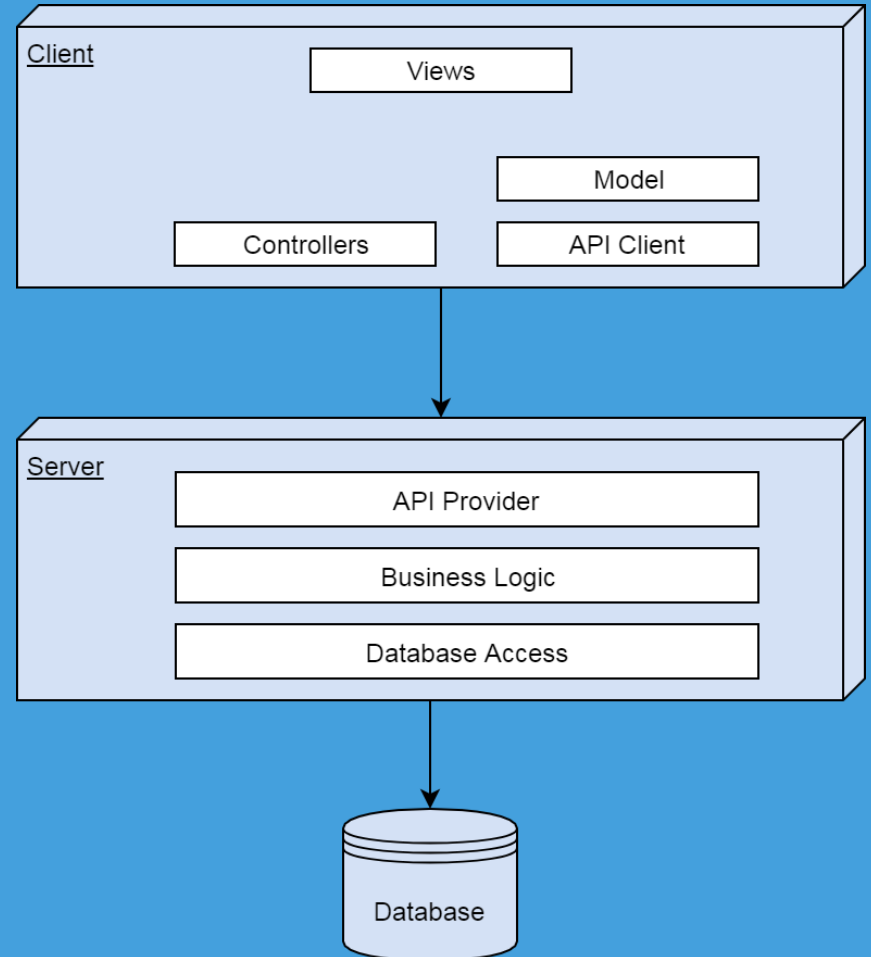 Client
Views
Model
Controllers
API Client
Server
API Provider
Business Logic
Database Access
Database